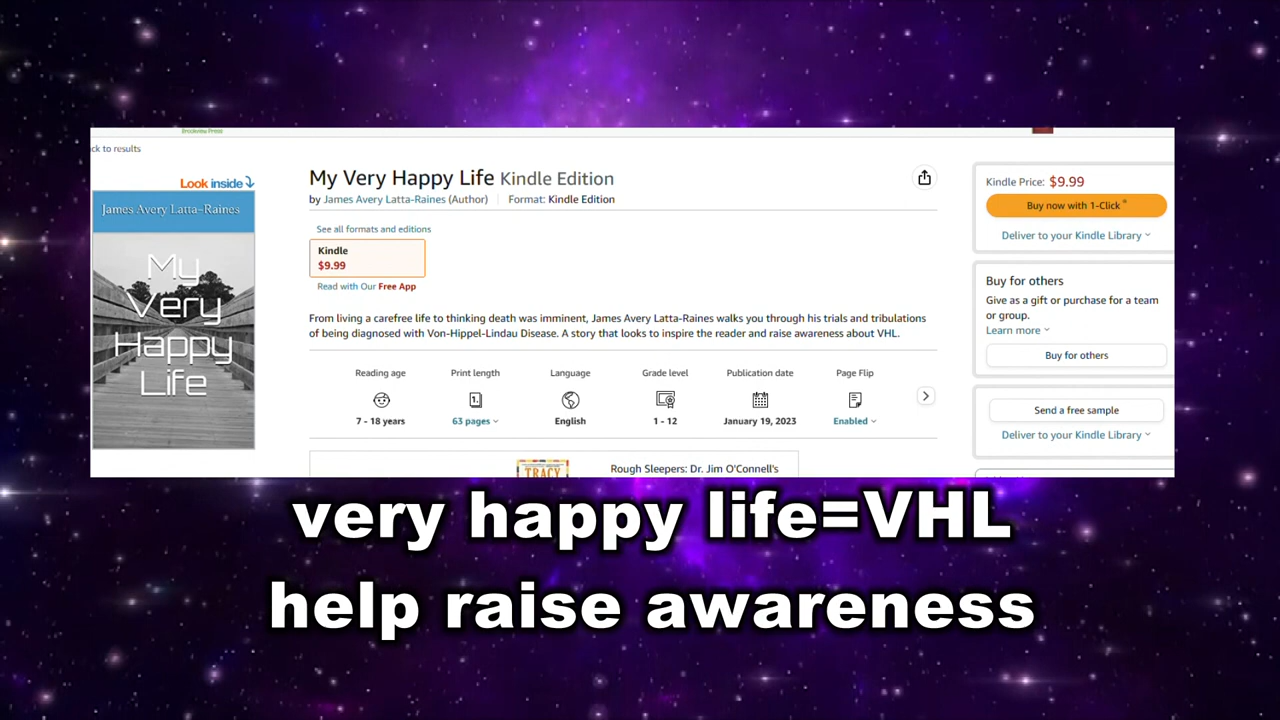 Brookview Press
ck to results
Look inside
James Avery Latta-Raines
My
Very
Happy
Life
My Very Happy Life Kindle Edition
by James Avery Latta-Raines (Author) Format: Kindle Edition
See all formats and editions
Kindle
$9.99
Read with Our Free App
From living a carefree life to thinking death was imminent, James Avery Latta-Raines walks you through his trials and tribulations
of being diagnosed with Von-Hippel-Lindau Disease. A story that looks to inspire the reader and raise awareness about VHL.
Reading age Print length Language Grade level Publication date Page Flip
7 - 18 years 63 pages English 1 - 12 January 19, 2023 Enabled
TRACY
Rough Sleepers: Dr. Jim O'Connell's
Kindle Price: $9.99
Buy now with 1-Click ®
Deliver to your Kindle Library
Buy for others
Give as a gift or purchase for a team
or group.
Learn more
Buy for others
Send a free sample
Deliver to your Kindle Library
very happy life=VHL
help raise awareness